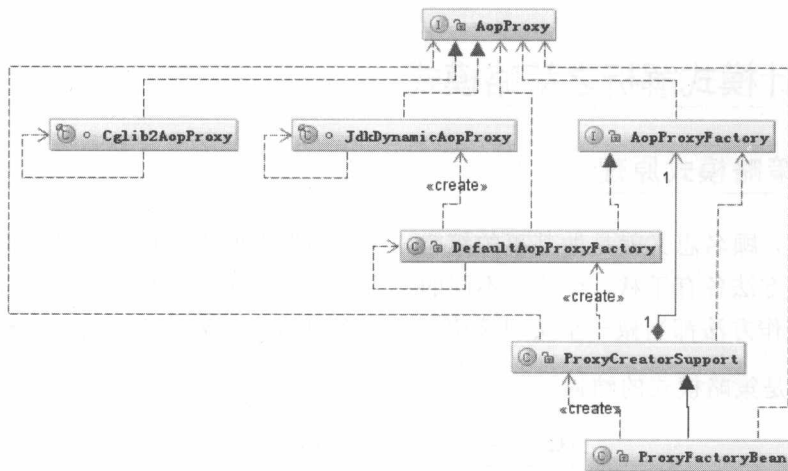 AopProxy
Cglib2AopProxy
JdkDynamicAopProxy
AopProxyFactory
«create»
1
DefaultAopProxyFactory
«create»
1
ProxyCreatorSupport
«create»
ProxyFactoryBean